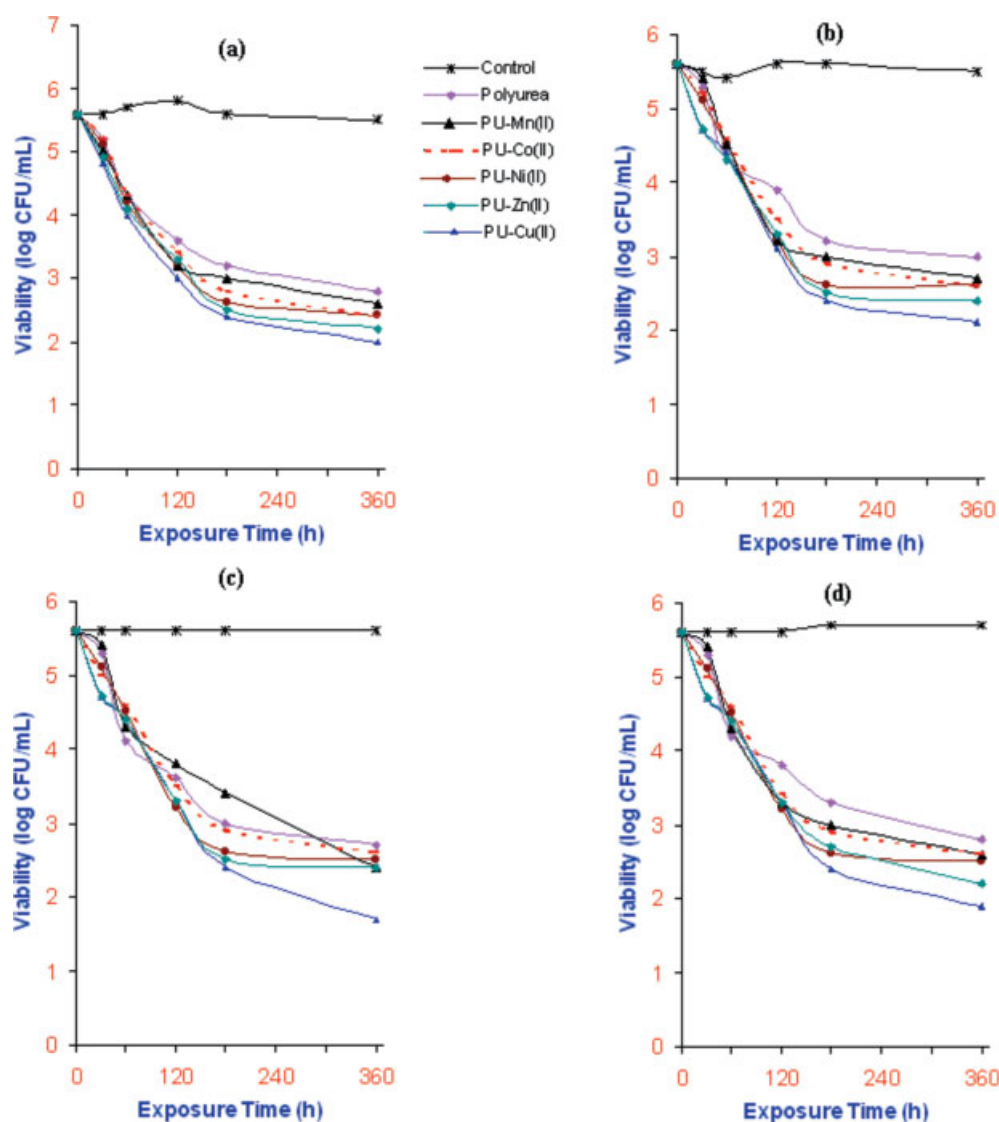 (a)
Viability (log CFU/mL)
7
6
5
4
3
2
1
0
0 120 240 360
Exposure Time (h)
Control
Polyurea
PU-Mn(II)
PU-Co(II)
PU-Ni(II)
PU-Zn(II)
PU-Cu(II)
(b)
Viability (log CFU/mL)
6
5
4
3
2
1
0
0 120 240 360
Exposure Time (h)
(c)
Viability (log CFU/mL)
6
5
4
3
2
1
0
0 120 240 360
Exposure Time (h)
(d)
Viability (log CFU/mL)
6
5
4
3
2
1
0
0 120 240 360
Exposure Time (h)